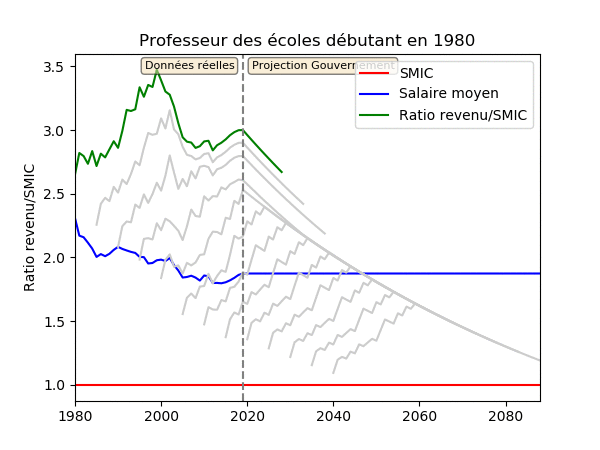 Professeur des écoles débutant en 1980
Données réelles
Projection Gouvernement
SMIC
Salaire moyen
Ratio revenu/SMIC
Ratio revenu/SMIC
3.5
3.0
2.5
2.0
1.5
1.0
1980 2000 2020 2040 2060 2080